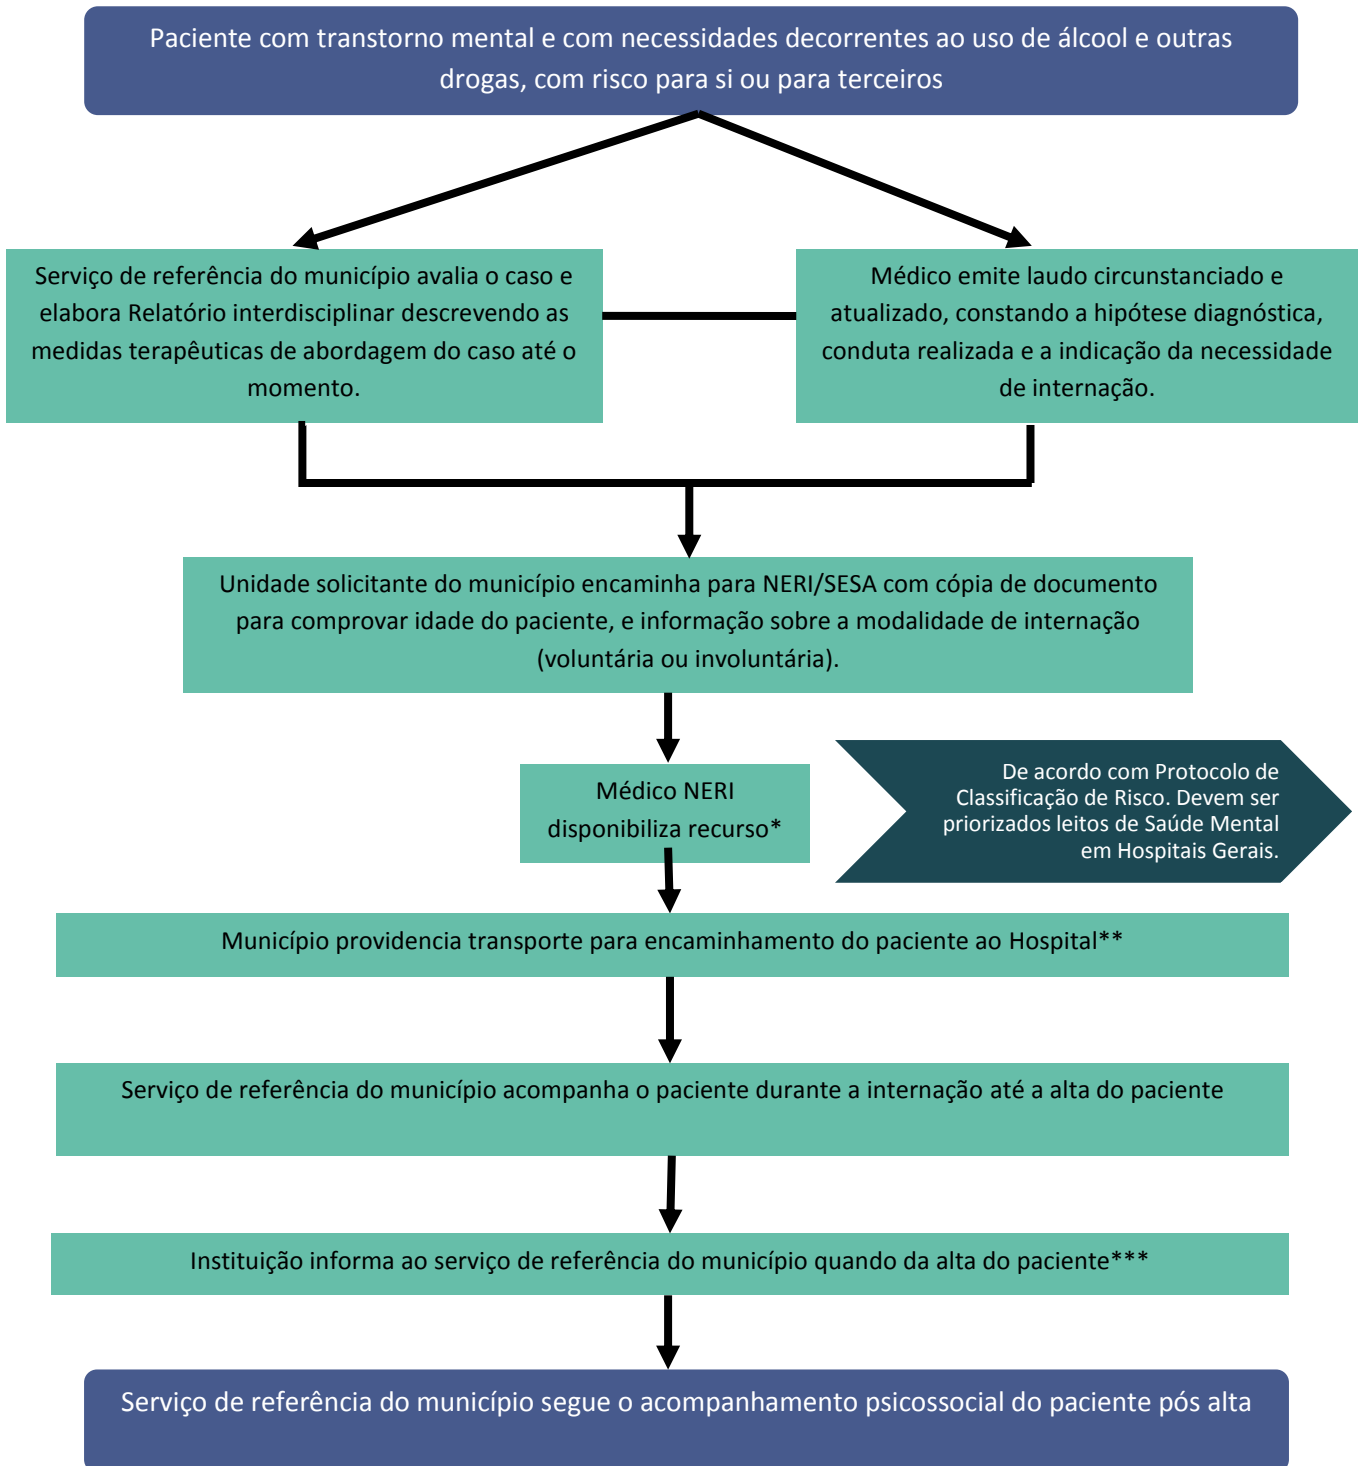 Paciente com transtorno mental e com necessidades decorrentes ao uso de álcool e outras
drogas, com risco para si ou para terceiros
Serviço de referência do município avalia o caso e
elabora Relatório interdisciplinar descrevendo as
medidas terapêuticas de abordagem do caso até o
momento.
Médico emite laudo circunstanciado e
atualizado, constando a hipótese diagnóstica,
conduta realizada e a indicação da necessidade
de internação.
Unidade solicitante do município encaminha para NERI/SESA com cópia de documento
para comprovar idade do paciente, e informação sobre a modalidade de internação
(voluntária ou involuntária).
Médico NERI
disponibiliza recurso*
De acordo com Protocolo de
Classificação de Risco. Devem ser
priorizados leitos de Saúde Mental
em Hospitais Gerais.
Município providencia transporte para encaminhamento do paciente ao Hospital**
Serviço de referência do município acompanha o paciente durante a internação até a alta do paciente
Instituição informa ao serviço de referência do município quando da alta do paciente***
Serviço de referência do município segue o acompanhamento psicossocial do paciente pós alta